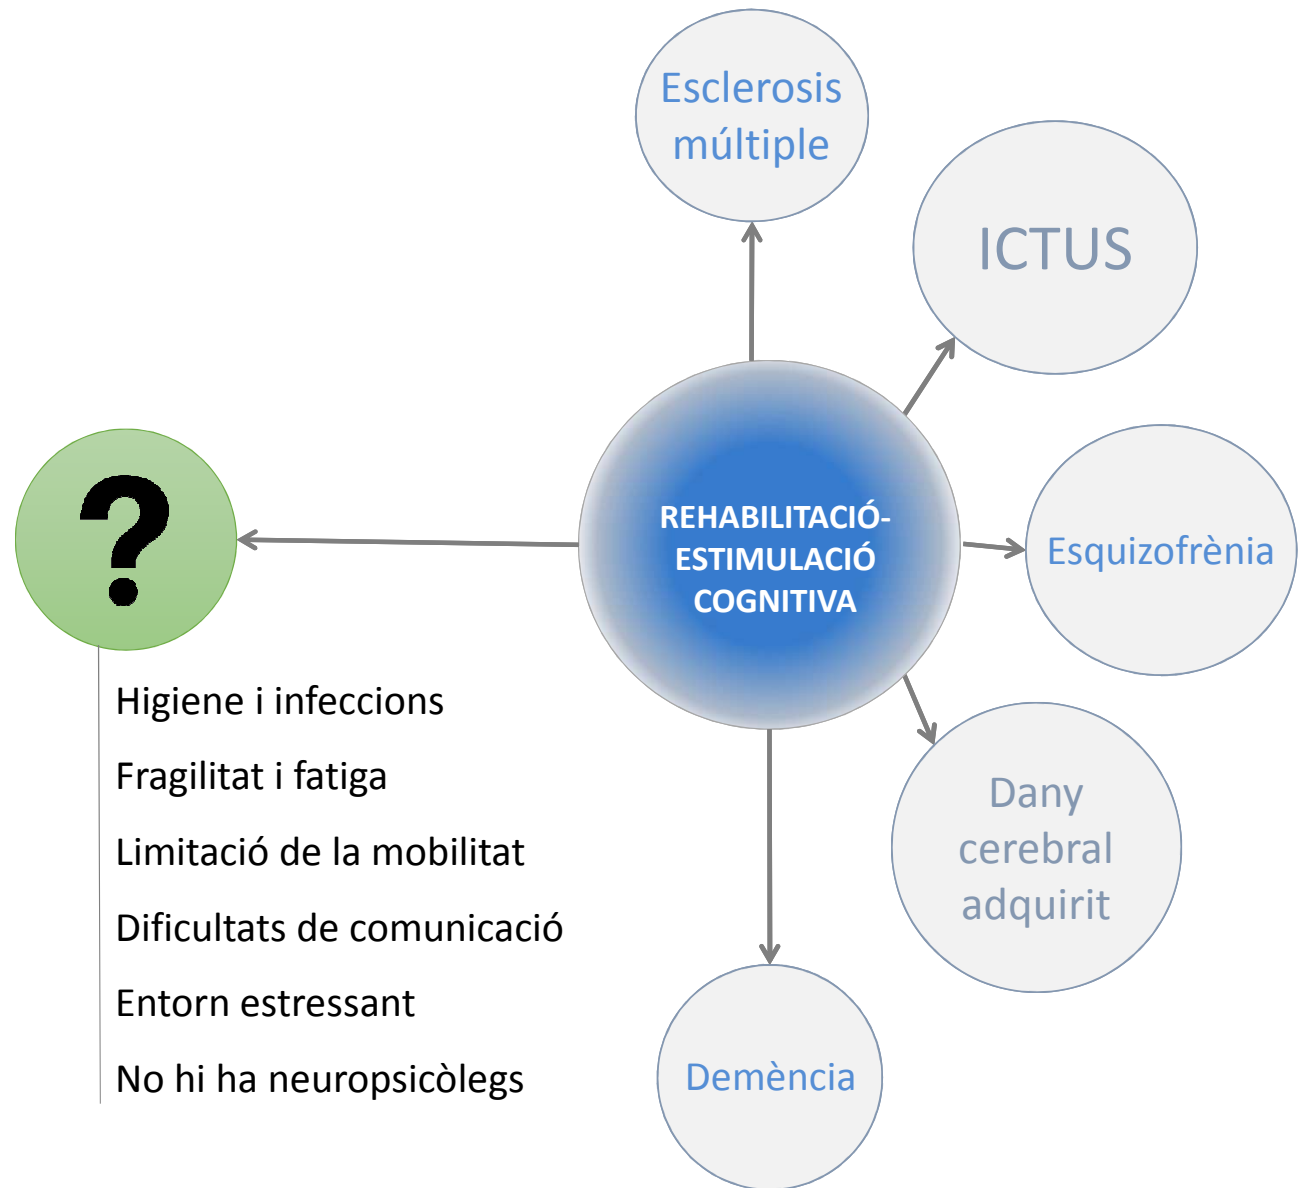 Esclerosis
múltiple
ICTUS
?
REHABILITACIÓ-
ESTIMULACIÓ
COGNITIVA
Esquizofrènia
Higiene i infeccions
Fragilitat i fatiga
Limitació de la mobilitat
Dificultats de comunicació
Entorn estressant
No hi ha neuropsicòlegs
Dany
cerebral
adquirit
Demència